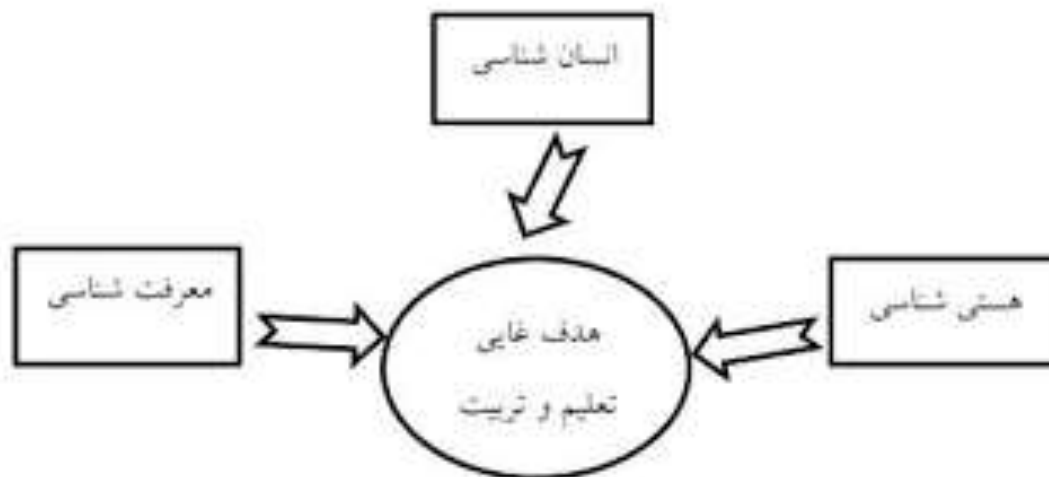 انسان شناسی
هستی شناسی
معرفت شناسی
هدف غایی
تعلیم و تربیت